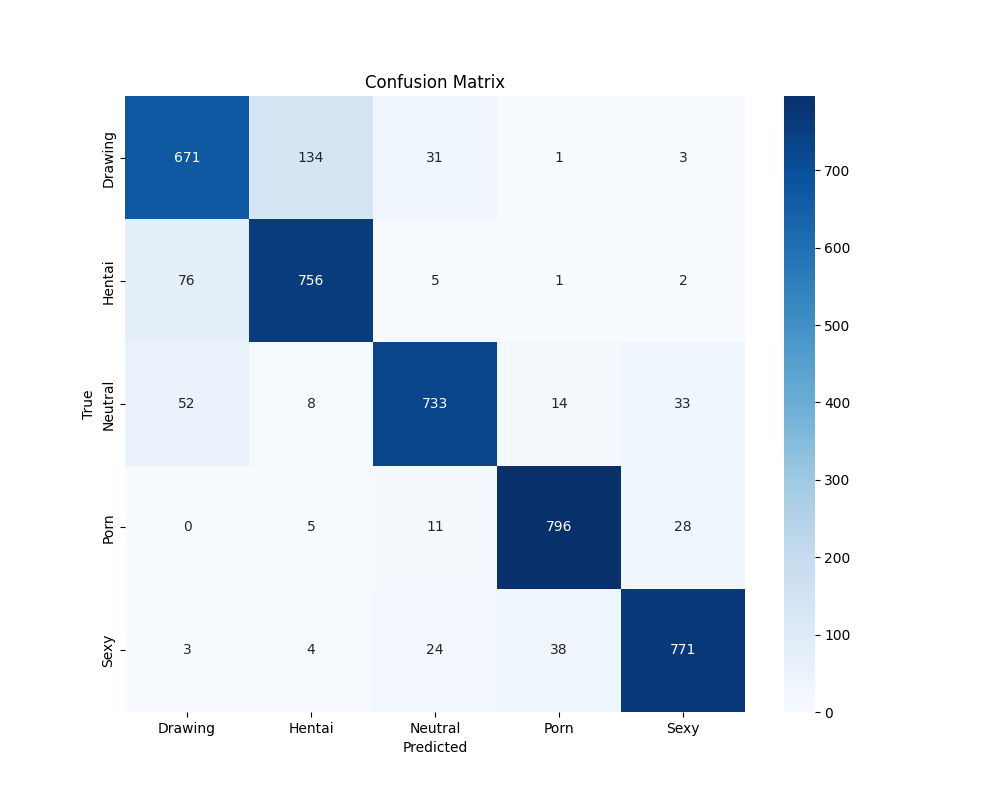 Confusion Matrix
Drawing 671 134 31 1 3
Hentai 76 756 5 1 2
Neutral 52 8 733 14 33
Porn 0 5 11 796 28
Sexy 3 4 24 38 771
True
Drawing Hentai Neutral Porn Sexy
Predicted
700
600
500
400
300
200
100
0